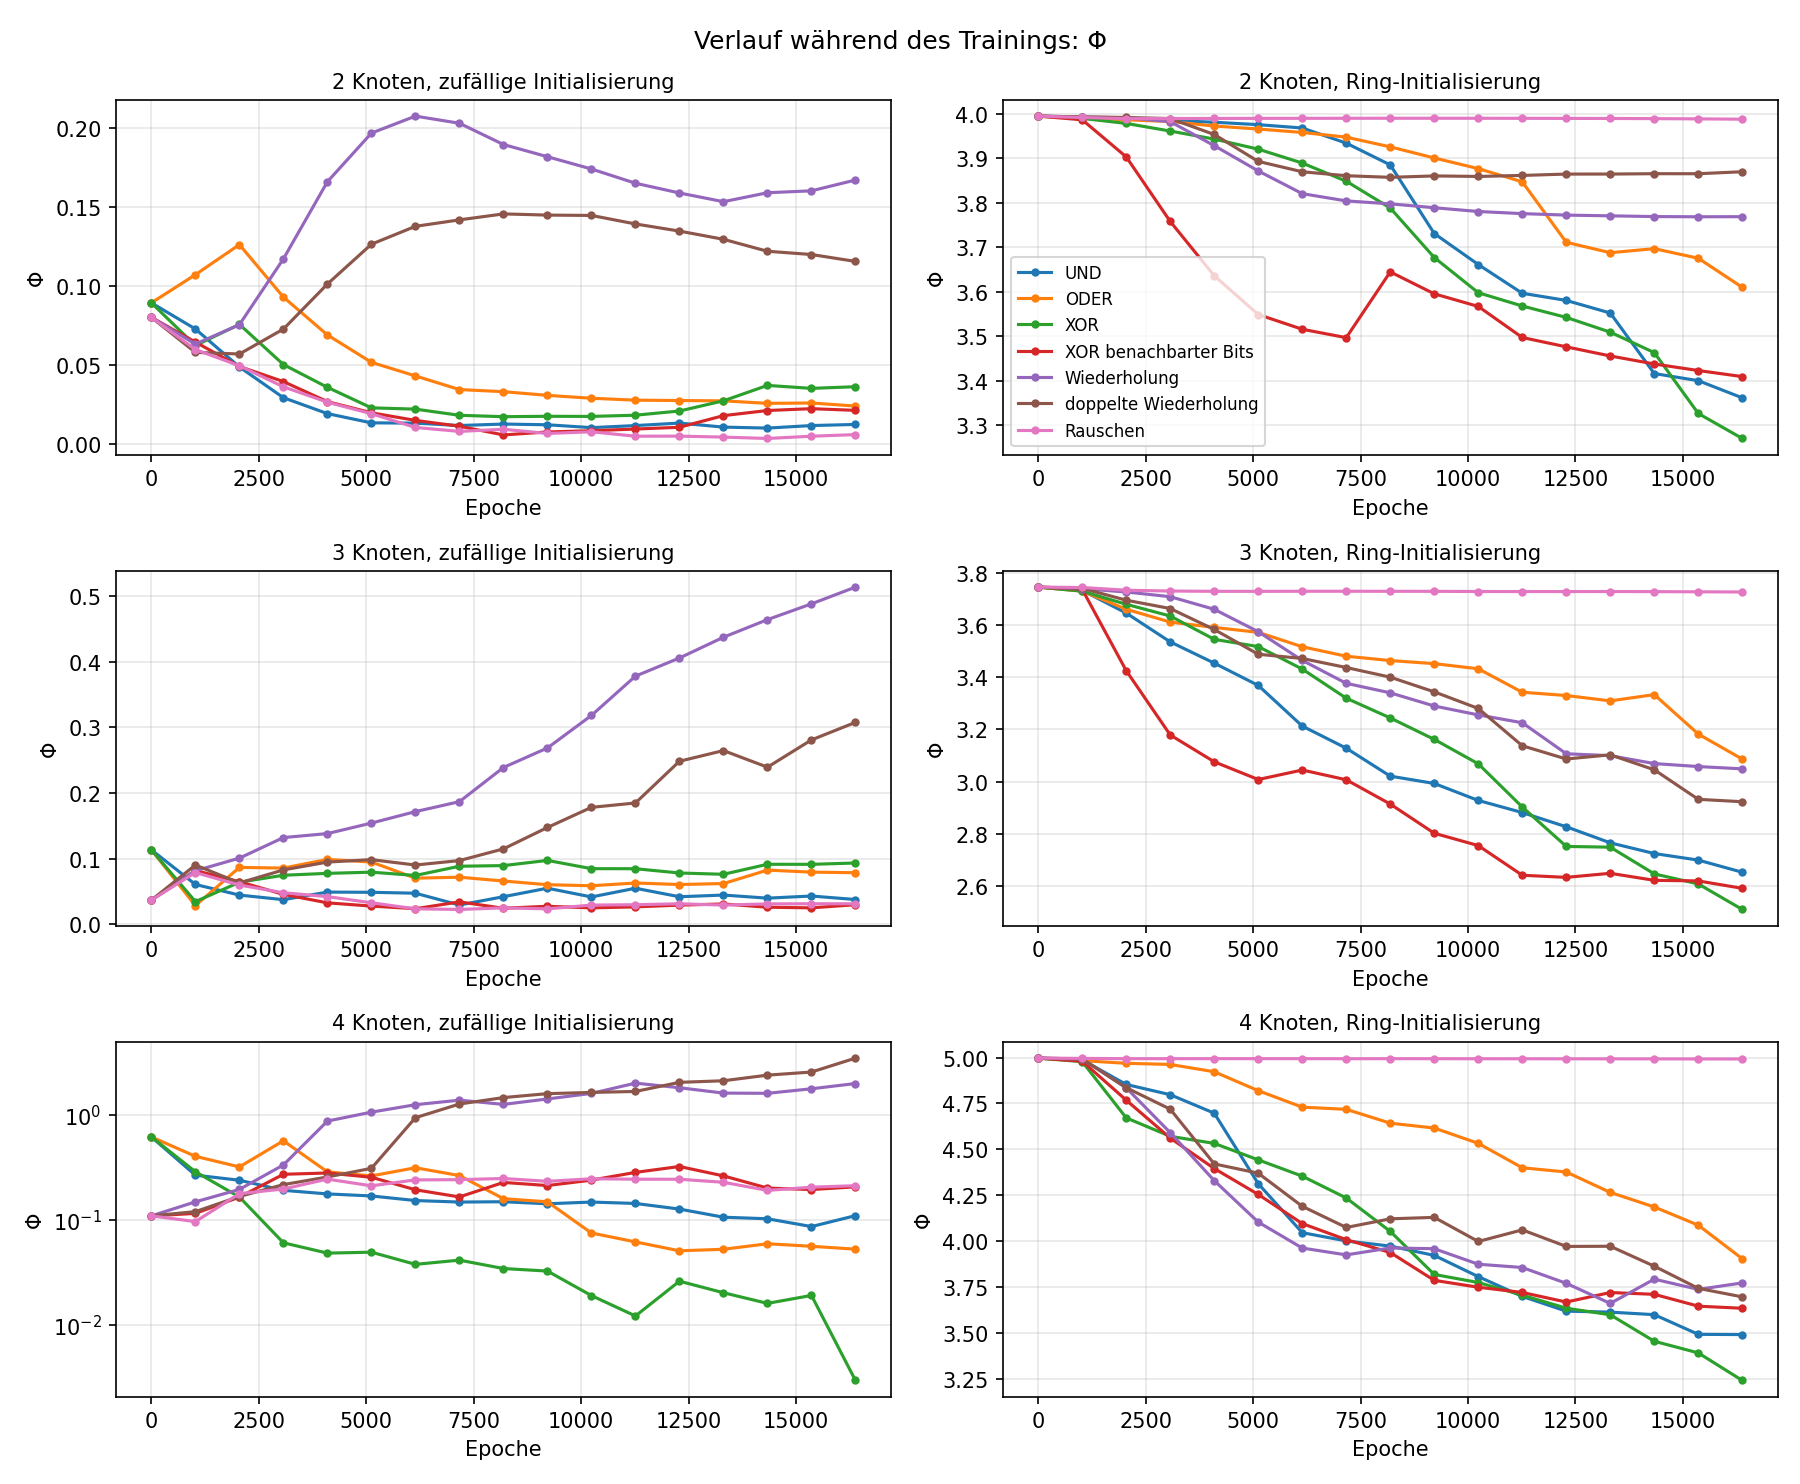 Verlauf während des Trainings: Φ
2 Knoten, zufällige Initialisierung
Φ
0.20
0.15
0.10
0.05
0.00
0 2500 5000 7500 10000 12500 15000
Epoche
2 Knoten, Ring-Initialisierung
Φ
4.0
3.9
3.8
3.7
3.6
3.5
3.4
3.3
UND
ODER
XOR
XOR benachbarter Bits
Wiederholung
doppelte Wiederholung
Rauschen
0 2500 5000 7500 10000 12500 15000
Epoche
3 Knoten, zufällige Initialisierung
Φ
0.5
0.4
0.3
0.2
0.1
0.0
0 2500 5000 7500 10000 12500 15000
Epoche
3 Knoten, Ring-Initialisierung
Φ
3.8
3.6
3.4
3.2
3.0
2.8
2.6
0 2500 5000 7500 10000 12500 15000
Epoche
4 Knoten, zufällige Initialisierung
Φ
10⁰
10⁻¹
10⁻²
0 2500 5000 7500 10000 12500 15000
Epoche
4 Knoten, Ring-Initialisierung
Φ
5.00
4.75
4.50
4.25
4.00
3.75
3.50
3.25
0 2500 5000 7500 10000 12500 15000
Epoche